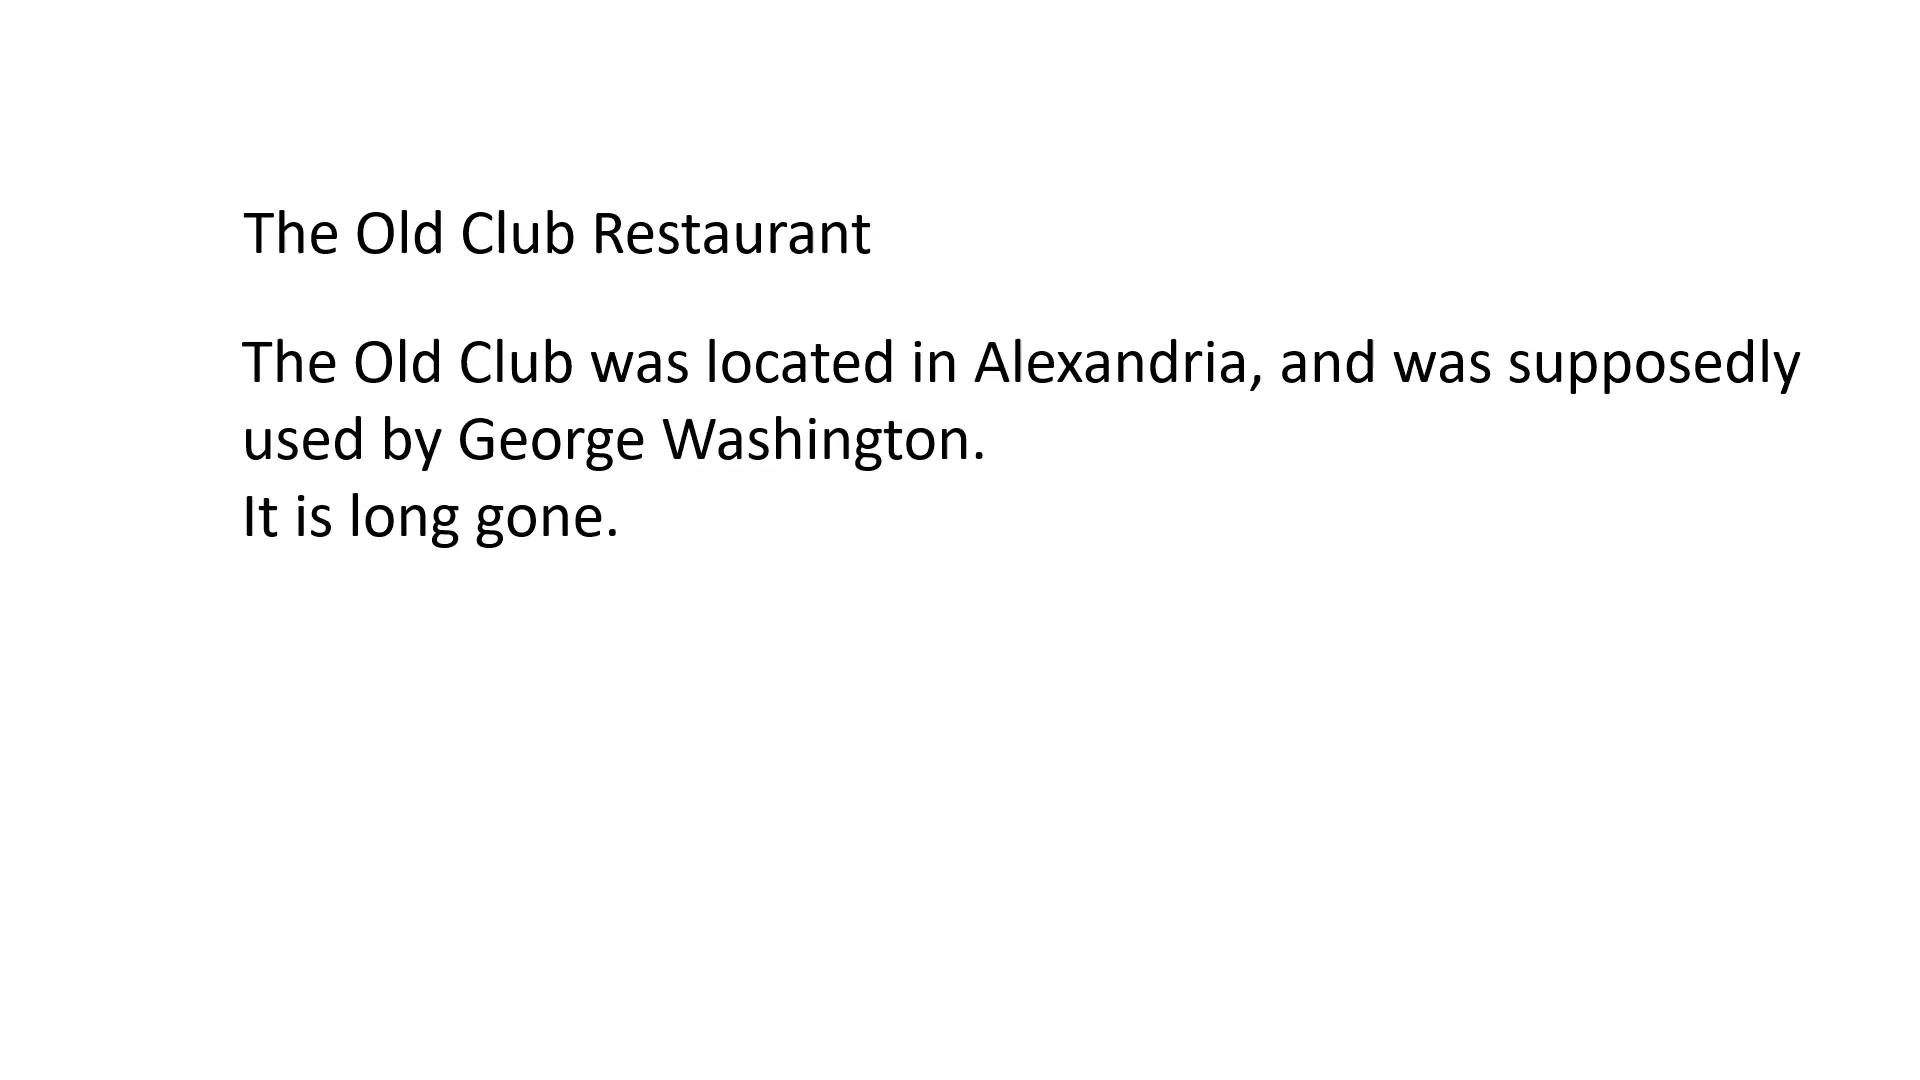 The Old Club Restaurant
The Old Club was located in Alexandria, and was supposedly
used by George Washington.
It is long gone.